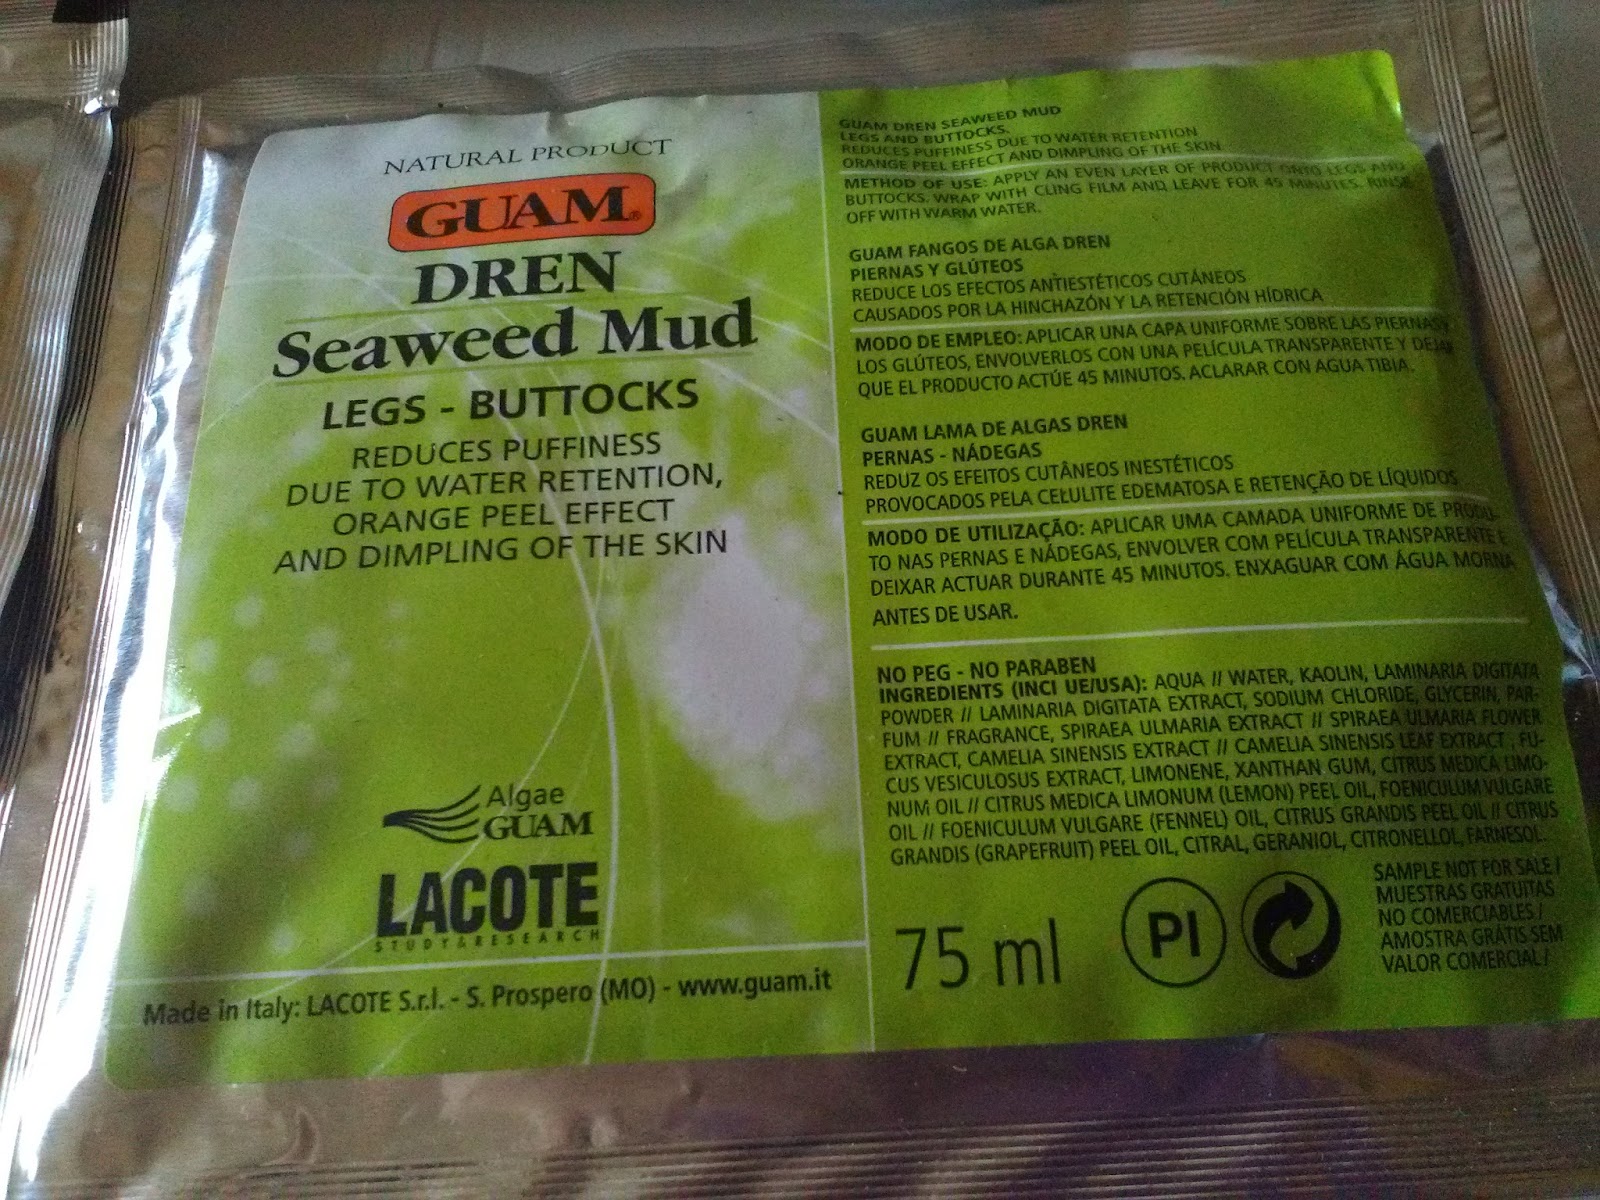 NATURAL PRODUCT
GUAM®
DREN
Seaweed Mud
LEGS - BUTTOCKS
REDUCES PUFFINESS
DUE TO WATER RETENTION,
ORANGE PEEL EFFECT
AND DIMPLING OF THE SKIN
Algae
GUAM
LACOTE
STUDY & RESEARCH
Made in Italy: LACOTE S.r.l. - S. Prospero (MO) - www.guam.it
GUAM DREN SEAWEED MUD
LEGS AND BUTTOCKS.
REDUCES PUFFINESS DUE TO WATER RETENTION
ORANGE PEEL EFFECT AND DIMPLING OF THE SKIN
METHOD OF USE: APPLY AN EVEN LAYER OF PRODUCT ONTO LEGS AND
BUTTOCKS. WRAP WITH CLING FILM AND LEAVE FOR 45 MINUTES. RINSE
OFF WITH WARM WATER.
GUAM FANGOS DE ALGA DREN
PIERNAS Y GLÚTEOS
REDUCE LOS EFECTOS ANTIESTÉTICOS CUTÁNEOS
CAUSADOS POR LA HINCHAZÓN Y LA RETENCIÓN HÍDRICA
MODO DE EMPLEO: APLICAR UNA CAPA UNIFORME SOBRE LAS PIERNAS Y
LOS GLÚTEOS, ENVOLVERLOS CON UNA PELÍCULA TRANSPARENTE Y DEJAR
QUE EL PRODUCTO ACTÚE 45 MINUTOS. ACLARAR CON AGUA TIBIA.
GUAM LAMA DE ALGAS DREN
PERNAS - NÁDEGAS
REDUZ OS EFEITOS CUTÂNEOS INESTÉTICOS
PROVOCADOS PELA CELULITE EDEMATOSA E RETENÇÃO DE LÍQUIDOS
MODO DE UTILIZAÇÃO: APLICAR UMA CAMADA UNIFORME DE PRODU-
TO NAS PERNAS E NÁDEGAS, ENVOLVER COM PELÍCULA TRANSPARENTE E
DEIXAR ACTUAR DURANTE 45 MINUTOS. ENXAGUAR COM ÁGUA MORNA
ANTES DE USAR.
NO PEG - NO PARABEN
INGREDIENTS (INCI UE/USA): AQUA // WATER, KAOLIN, LAMINARIA DIGITATA
POWDER // LAMINARIA DIGITATA EXTRACT, SODIUM CHLORIDE, GLYCERIN, PAR-
FUM // FRAGRANCE, SPIRAEA ULMARIA EXTRACT // SPIRAEA ULMARIA FLOWER
EXTRACT, CAMELIA SINENSIS EXTRACT // CAMELIA SINENSIS LEAF EXTRACT , FU-
CUS VESICULOSUS EXTRACT, LIMONENE, XANTHAN GUM, CITRUS MEDICA LIMO-
NUM OIL // CITRUS MEDICA LIMONUM (LEMON) PEEL OIL, FOENICULUM VULGARE
OIL // FOENICULUM VULGARE (FENNEL) OIL, CITRUS GRANDIS PEEL OIL // CITRUS
GRANDIS (GRAPEFRUIT) PEEL OIL, CITRAL, GERANIOL, CITRONELLOL, FARNESOL.
75 ml
PI
SAMPLE NOT FOR SALE /
MUESTRAS GRATUITAS
NO COMERCIABLES /
AMOSTRA GRÁTIS SEM
VALOR COMERCIAL /